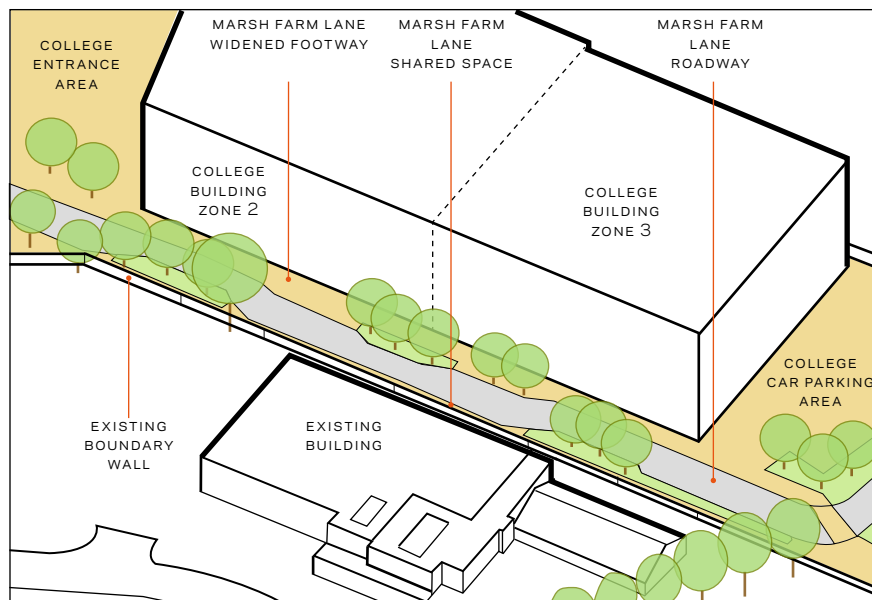 COLLEGE
ENTRANCE
AREA
MARSH FARM LANE
WIDENED FOOTWAY
MARSH FARM
LANE
SHARED SPACE
MARSH FARM
LANE
ROADWAY
COLLEGE
BUILDING
ZONE 2
COLLEGE
BUILDING
ZONE 3
COLLEGE
CAR PARKING
AREA
EXISTING
BOUNDARY
WALL
EXISTING
BUILDING